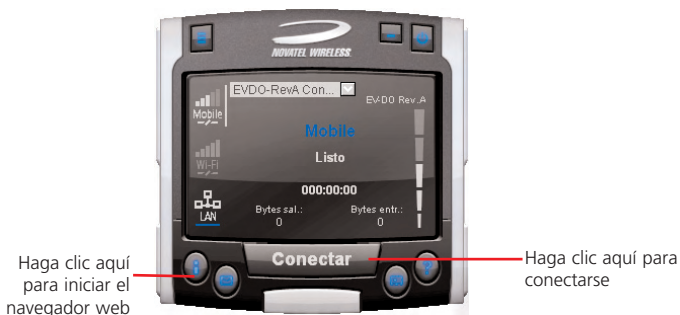 NOVATEL WIRELESS.
EVDO-RevA Con...
EV-DO Rev.A
Mobile
Mobile
Wi-Fi
Listo
000:00:00
LAN
Bytes sal.:
0
Bytes entr.:
0
Conectar
Haga clic aquí
para iniciar el
navegador web
Haga clic aquí para
conectarse